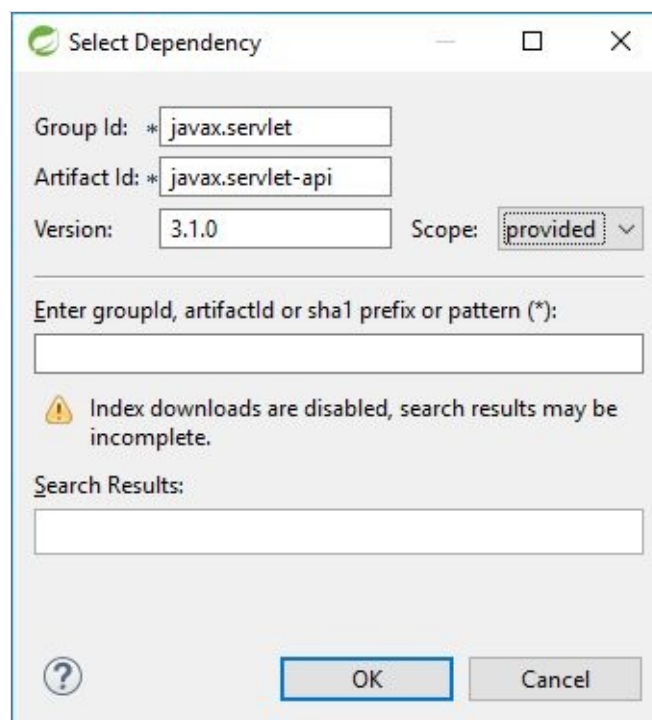 Select Dependency
Group Id: * javax.servlet
Artifact Id: * javax.servlet-api
Version: 3.1.0 Scope: provided
Enter groupId, artifactId or sha1 prefix or pattern (*):
Index downloads are disabled, search results may be
incomplete.
Search Results:
?
OK Cancel